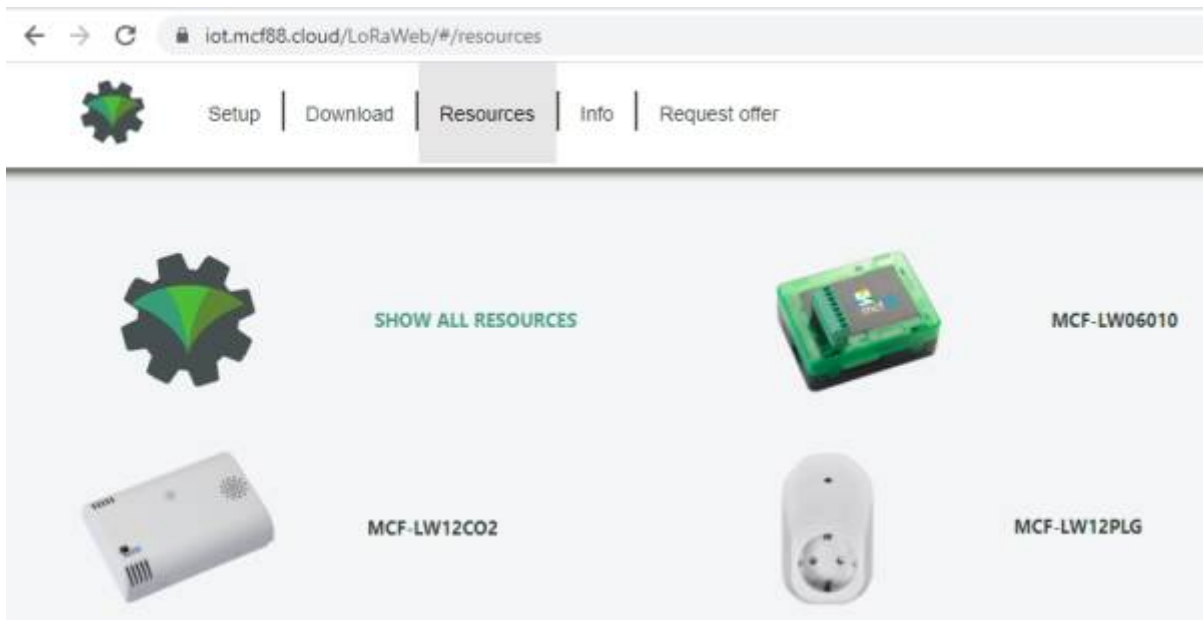 iot.mcf88.cloud/LoRaWeb/#/resources
Setup Download Resources Info Request offer
SHOW ALL RESOURCES MCF-LW06010
MCF-LW12CO2 MCF-LW12PLG